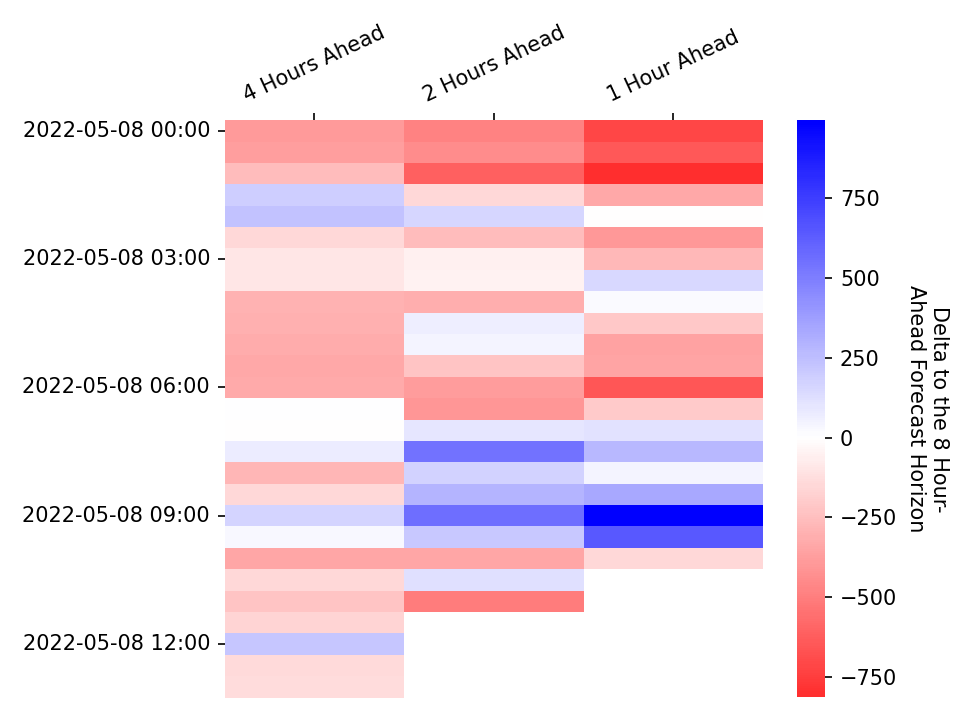 4 Hours Ahead
2 Hours Ahead
1 Hour Ahead
2022-05-08 00:00
2022-05-08 03:00
2022-05-08 06:00
2022-05-08 09:00
2022-05-08 12:00
750
500
250
0
−250
−500
−750
Delta to the 8 Hour-
Ahead Forecast Horizon